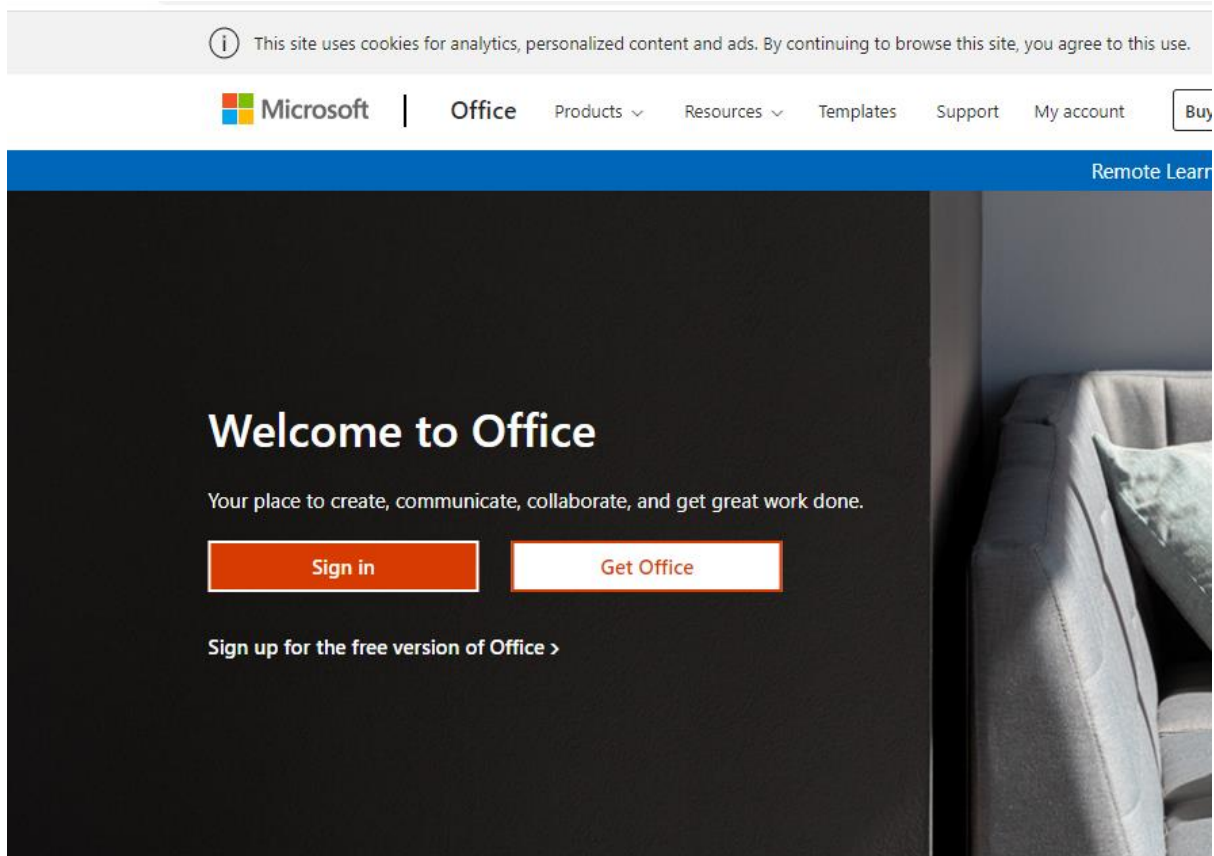 This site uses cookies for analytics, personalized content and ads. By continuing to browse this site, you agree to this use.
Microsoft | Office Products Resources Templates Support My account Buy
Remote Learn
Welcome to Office
Your place to create, communicate, collaborate, and get great work done.
Sign in Get Office
Sign up for the free version of Office >